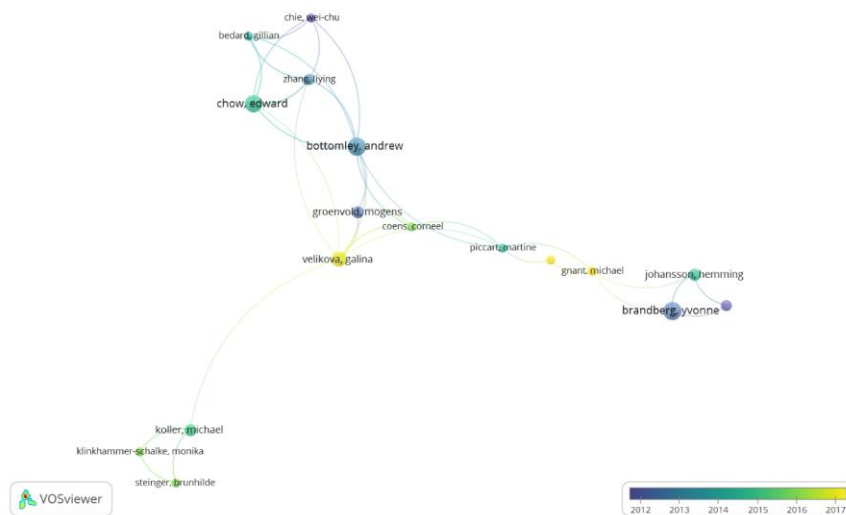 chie, wei-chu
bedard, gillian
zhang, liying
chow, edward
bottomley, andrew
groenvold, mogens
coens, corneel
velikova, galina
piccart, martine
gnant, michael
johansson, hemming
brandberg, yvonne
koller, michael
klinkhammer-schalke, monika
steinger, brunhilde
VOSviewer
2012 2013 2014 2015 2016 2017